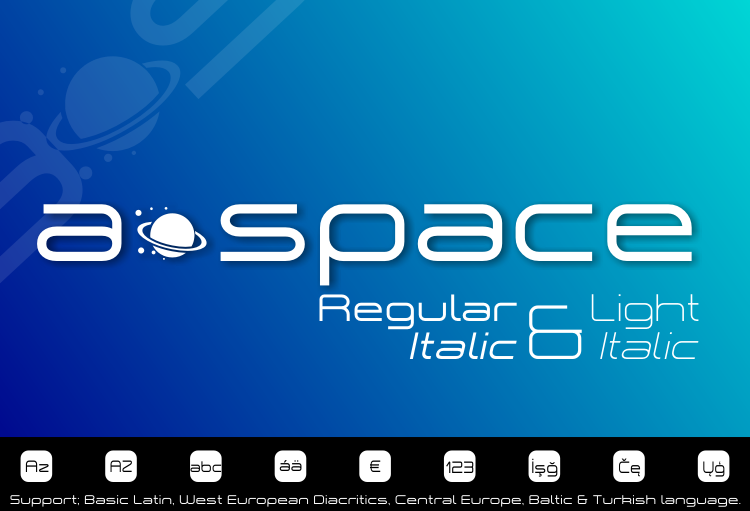 a space
Regular & Light
Italic Italic
Az AZ abc áä € 123 İşğ Čę Ųġ
Support; Basic Latin, West European Diacritics, Central Europe, Baltic & Turkish language.